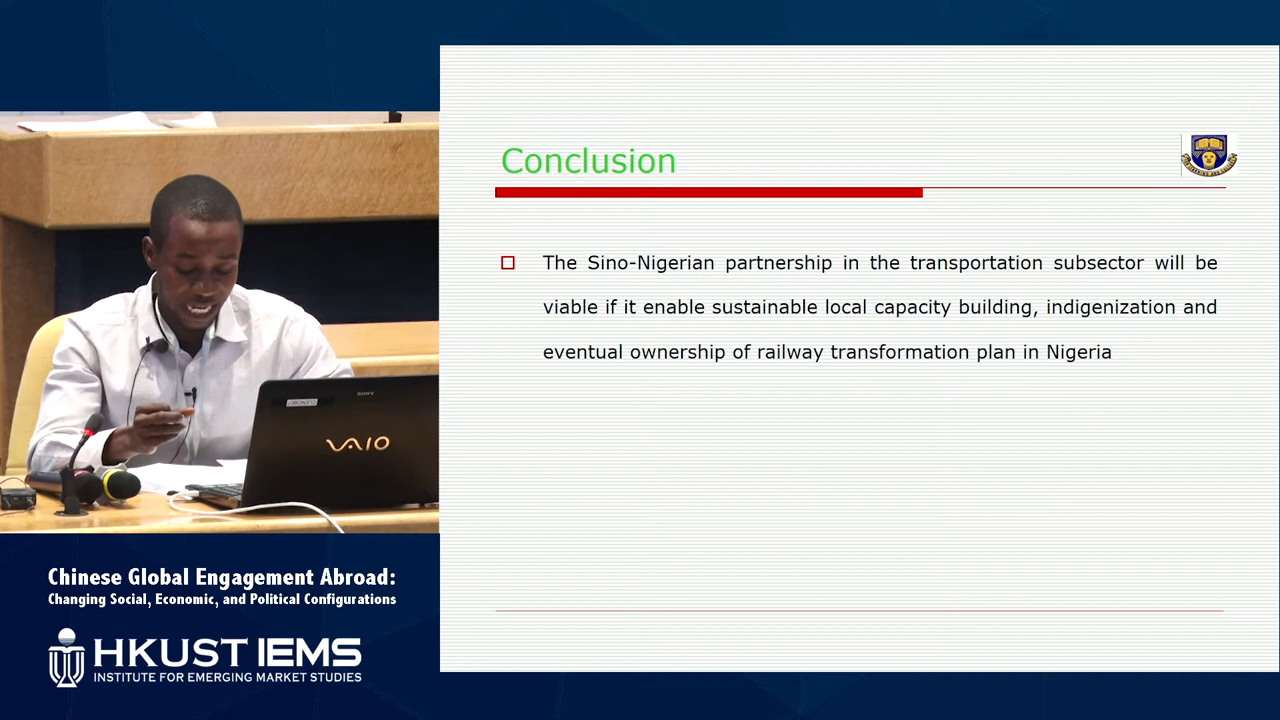 Conclusion
The Sino-Nigerian partnership in the transportation subsector will be
viable if it enable sustainable local capacity building, indigenization and
eventual ownership of railway transformation plan in Nigeria
SONY
VAIO
Chinese Global Engagement Abroad:
Changing Social, Economic, and Political Configurations
HKUST IEMS
INSTITUTE FOR EMERGING MARKET STUDIES